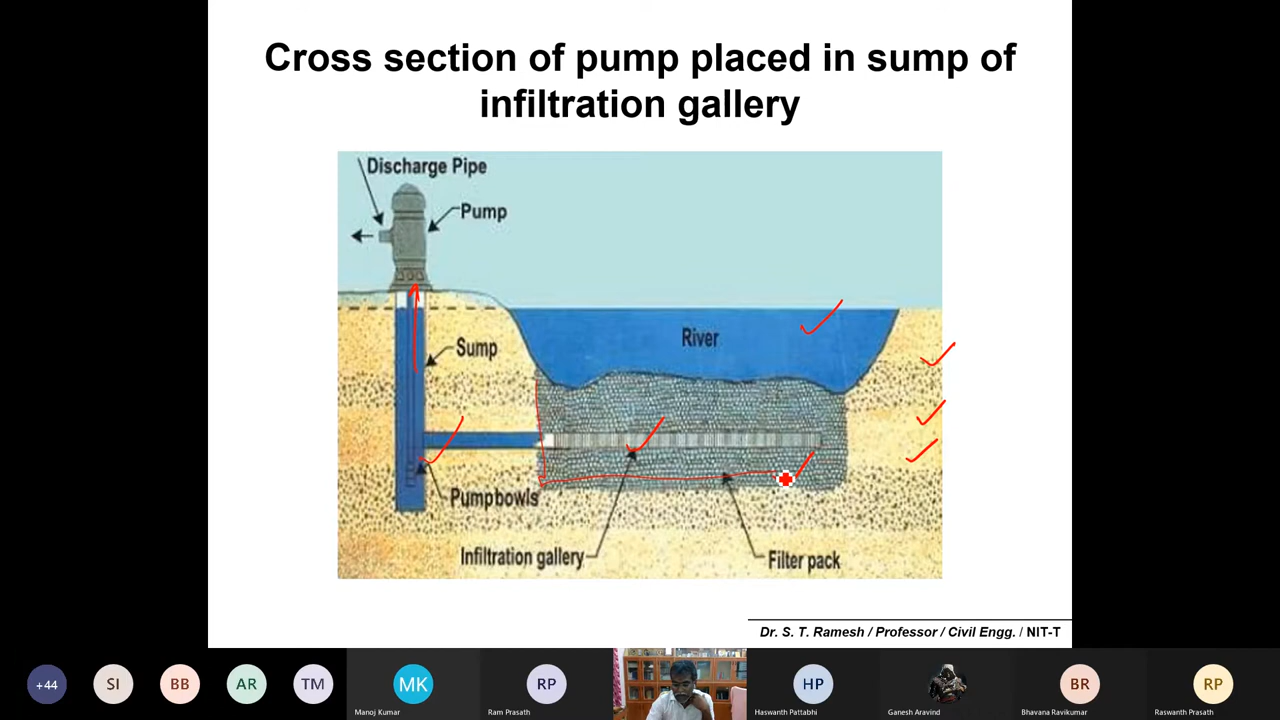 Cross section of pump placed in sump of
infiltration gallery
Discharge Pipe
Pump
River
Sump
Pumpbowls
Infiltration gallery
Filter pack
Dr. S. T. Ramesh / Professor / Civil Engg. / NIT-T
+44
SI
BB
AR
TM
MK
RP
HP
BR
RP
Manoj Kumar
Ram Prasath
Haswanth Pattabhi
Ganesh Aravind
Bhavana Ravikumar
Raswanth Prasath